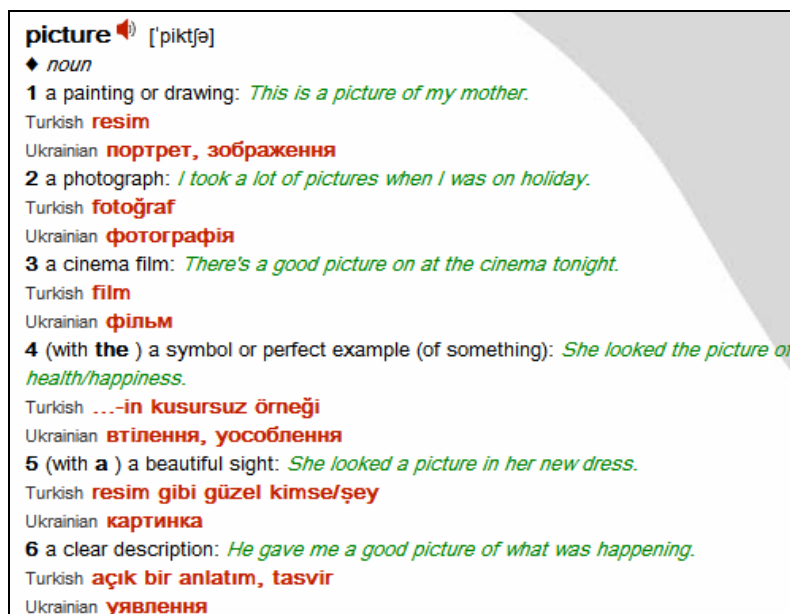 picture ['piktʃə]
♦ noun
1 a painting or drawing: This is a picture of my mother.
Turkish resim
Ukrainian портрет, зображення
2 a photograph: I took a lot of pictures when I was on holiday.
Turkish fotoğraf
Ukrainian фотографія
3 a cinema film: There's a good picture on at the cinema tonight.
Turkish film
Ukrainian фільм
4 (with the ) a symbol or perfect example (of something): She looked the picture of
health/happiness.
Turkish …-in kusursuz örneği
Ukrainian втілення, уособлення
5 (with a ) a beautiful sight: She looked a picture in her new dress.
Turkish resim gibi güzel kimse/şey
Ukrainian картинка
6 a clear description: He gave me a good picture of what was happening.
Turkish açık bir anlatım, tasvir
Ukrainian уявлення